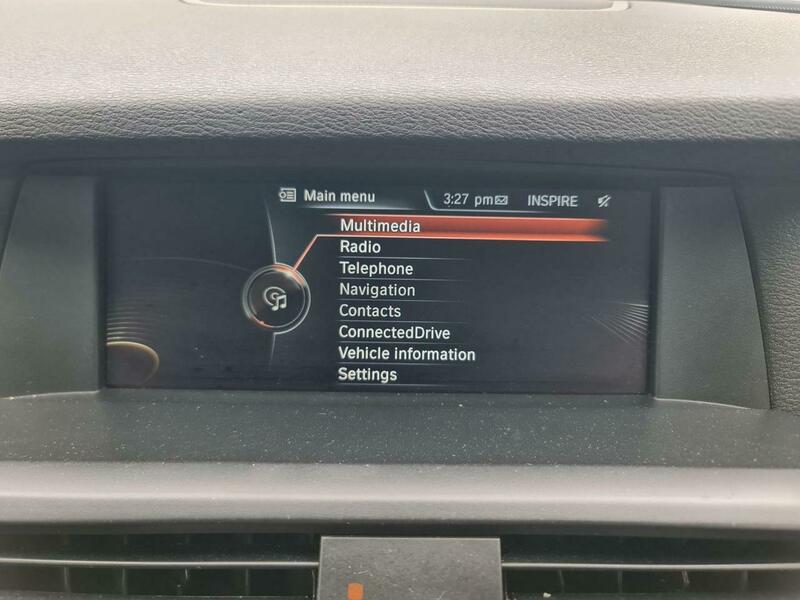 Main menu 3:27 pm INSPIRE
Multimedia
Radio
Telephone
Navigation
Contacts
ConnectedDrive
Vehicle information
Settings